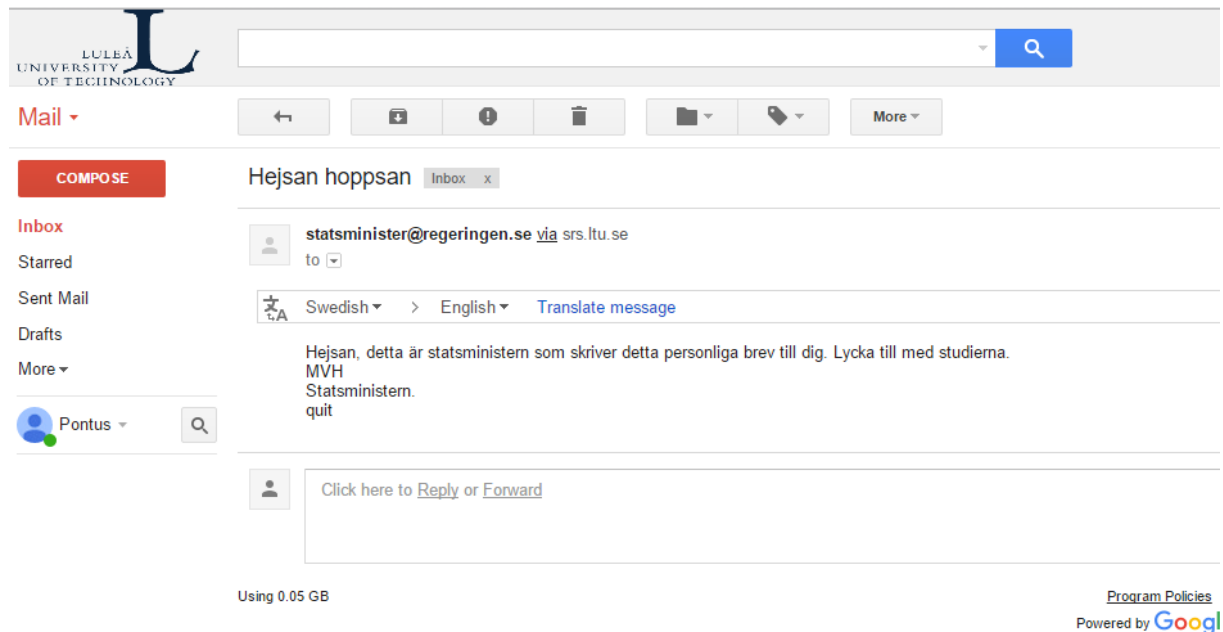 LULEÅ
UNIVERSITY
OF TECHNOLOGY
Mail
More
COMPOSE
Hejsan hoppsan Inbox x
Inbox
statsminister@regeringen.se via srs.ltu.se
Starred
to
Sent Mail
Swedish > English Translate message
Drafts
Hejsan, detta är statsministern som skriver detta personliga brev till dig. Lycka till med studierna.
More
MVH
Statsministern.
quit
Pontus
Click here to Reply or Forward
Using 0.05 GB
Program Policies
Powered by Googl